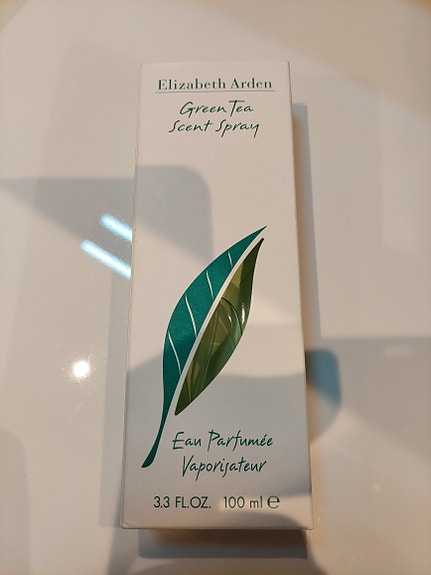 Elizabeth Arden
Green Tea
Scent Spray
Eau Parfumée
Vaporisateur
3.3 FL.OZ. 100 ml ℮